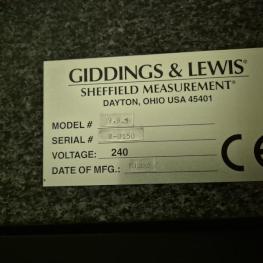 GIDDINGS & LEWIS®
SHEFFIELD MEASUREMENT®
DAYTON, OHIO USA 45401
MODEL #
SERIAL #
VOLTAGE: 240
DATE OF MFG.:
CE